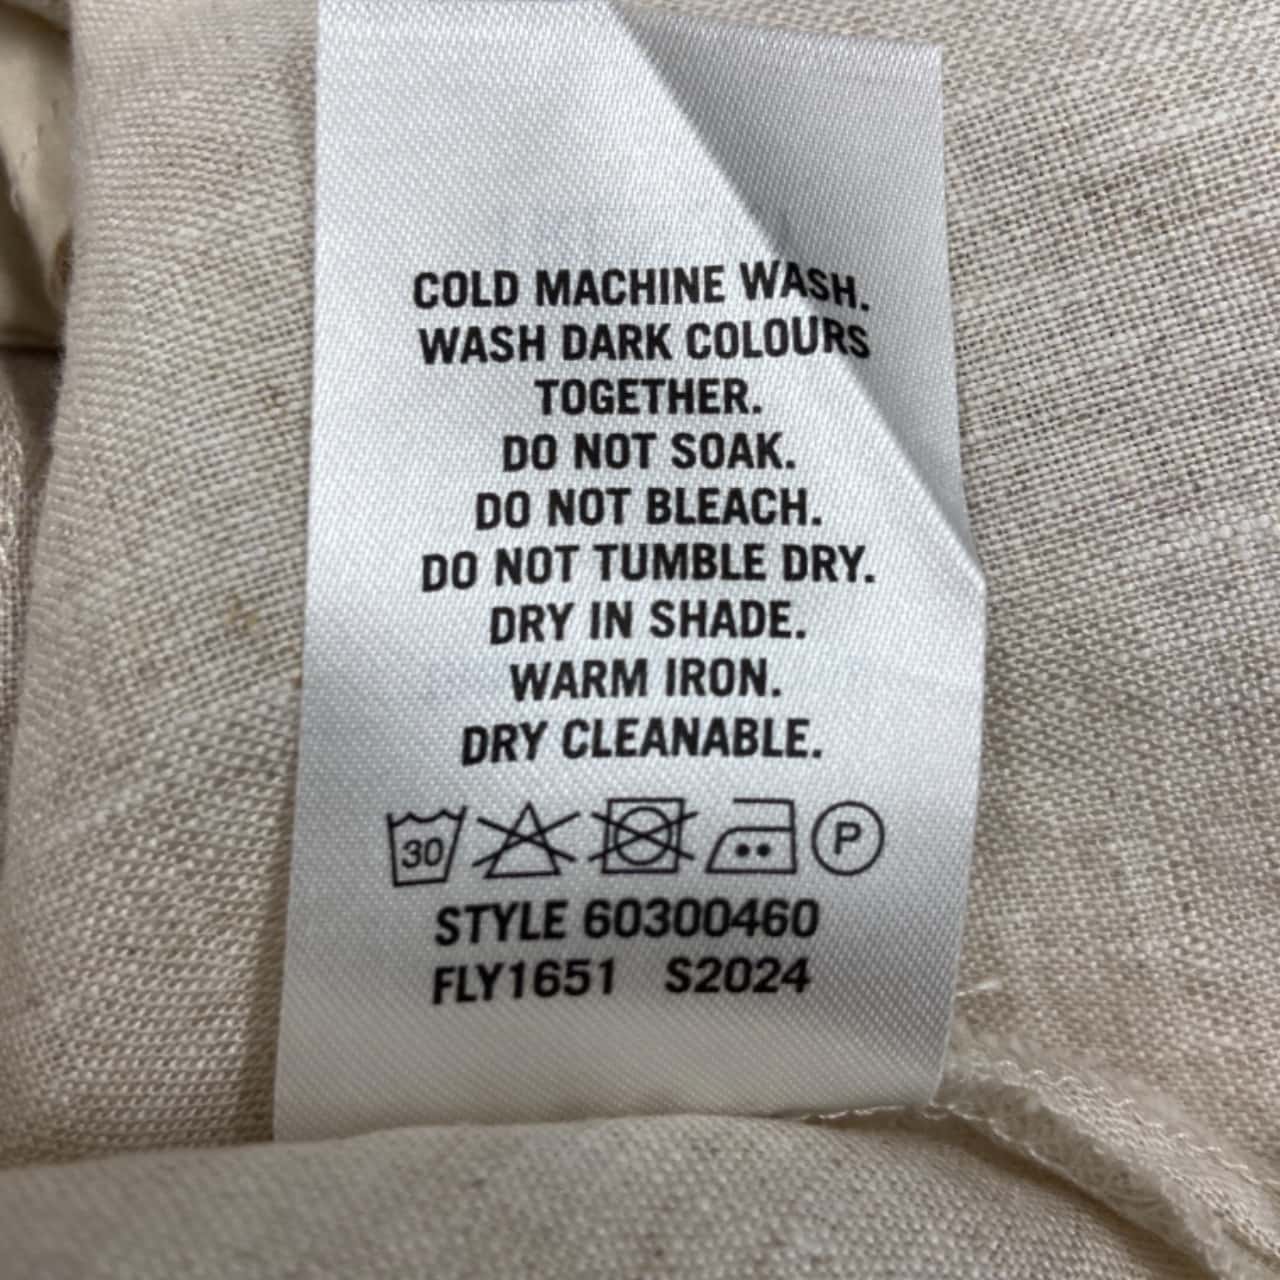 COLD MACHINE WASH.
WASH DARK COLOURS
TOGETHER.
DO NOT SOAK.
DO NOT BLEACH.
DO NOT TUMBLE DRY.
DRY IN SHADE.
WARM IRON.
DRY CLEANABLE.
30 P
STYLE 60300460
FLY1651 S2024